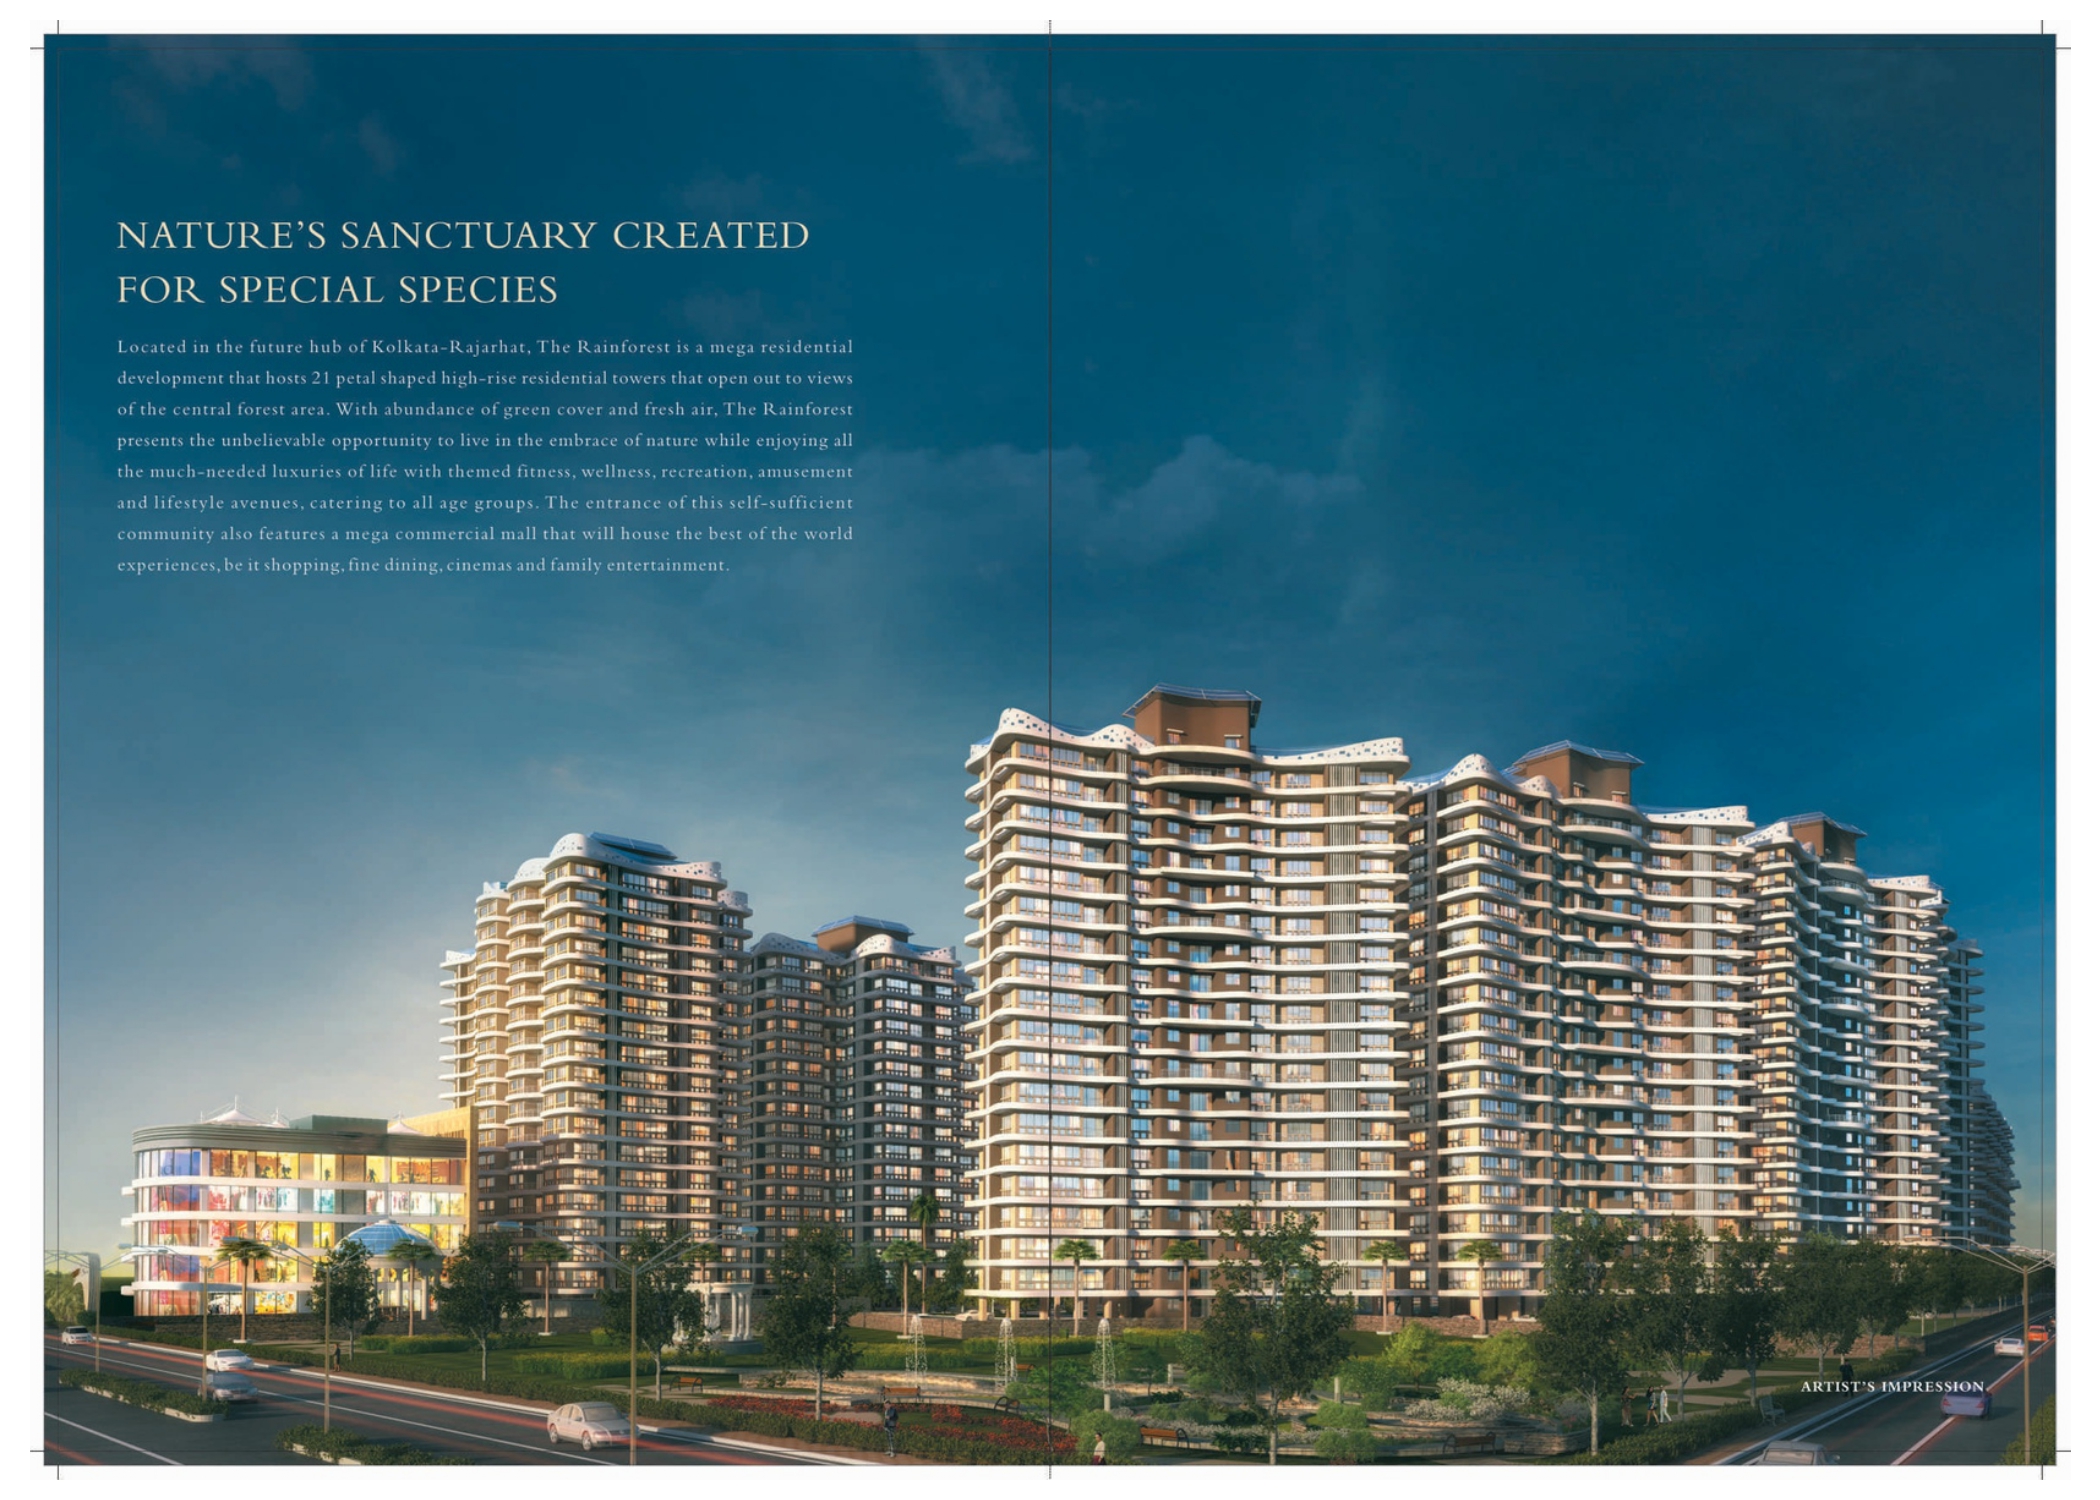 NATURE'S SANCTUARY CREATED
FOR SPECIAL SPECIES
Located in the future hub of Kolkata-Rajarhat, The Rainforest is a mega residential
development that hosts 21 petal shaped high-rise residential towers that open out to views
of the central forest area. With abundance of green cover and fresh air, The Rainforest
presents the unbelievable opportunity to live in the embrace of nature while enjoying all
the much-needed luxuries of life with themed fitness, wellness, recreation, amusement
and lifestyle avenues, catering to all age groups. The entrance of this self-sufficient
community also features a mega commercial mall that will house the best of the world
experiences, be it shopping, fine dining, cinemas and family entertainment.
ARTIST'S IMPRESSION